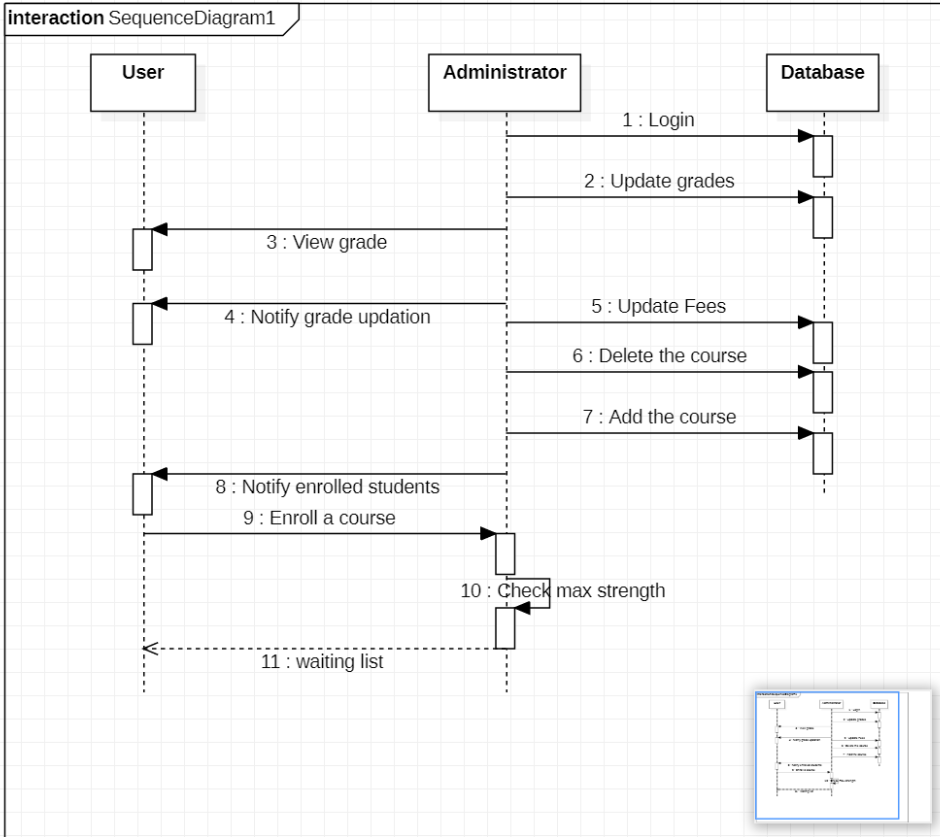 interaction SequenceDiagram1
User
Administrator
Database
1 : Login
2 : Update grades
3 : View grade
4 : Notify grade updation
5 : Update Fees
6 : Delete the course
7 : Add the course
8 : Notify enrolled students
9 : Enroll a course
10 : Check max strength
11 : waiting list